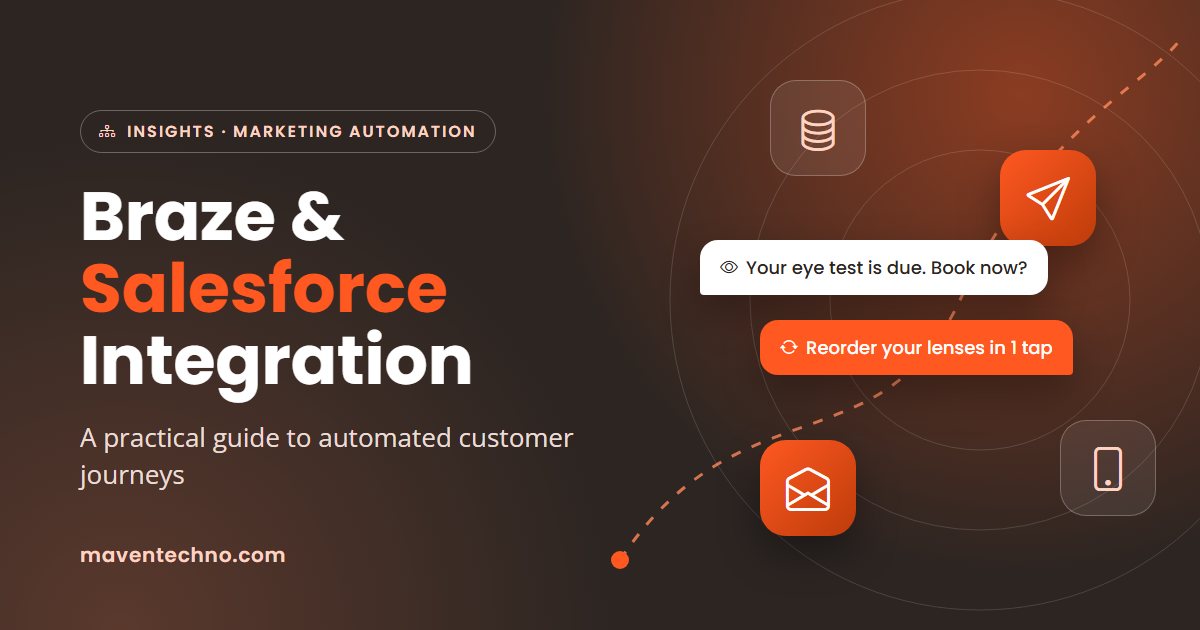 INSIGHTS · MARKETING AUTOMATION
Braze &
Salesforce
Integration
A practical guide to automated customer
journeys
maventechno.com
Your eye test is due. Book now?
Reorder your lenses in 1 tap